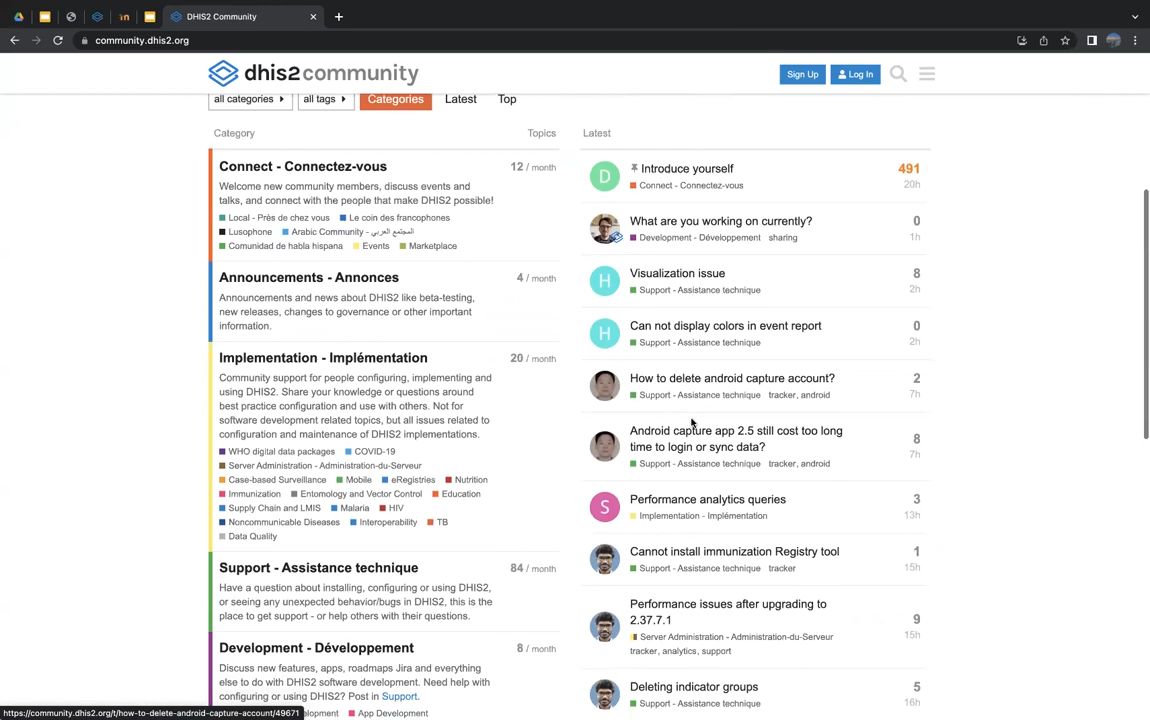 DHIS2 Community
community.dhis2.org
dhis2community
Sign Up
Log In
all categories
all tags
Categories
Latest
Top
Category
Topics
Connect - Connectez-vous
12 / month
Welcome new community members, discuss events and
talks, and connect with the people that make DHIS2 possible!
Local - Près de chez vous
Le coin des francophones
Lusophone
Arabic Community - المجتمع العربي
Comunidad de habla hispana
Events
Marketplace
Announcements - Annonces
4 / month
Announcements and news about DHIS2 like beta-testing,
new releases, changes to governance or other important
information.
Implementation - Implémentation
20 / month
Community support for people configuring, implementing and
using DHIS2. Share your knowledge or questions around
best practice configuration and use with others. Not for
software development related topics, but all issues related to
configuration and maintenance of DHIS2 implementations.
WHO digital data packages
COVID-19
Server Administration - Administration-du-Serveur
Case-based Surveillance
Mobile
eRegistries
Nutrition
Immunization
Entomology and Vector Control
Education
Supply Chain and LMIS
Malaria
HIV
Noncommunicable Diseases
Interoperability
TB
Data Quality
Support - Assistance technique
84 / month
Have a question about installing, configuring or using DHIS2,
or seeing any unexpected behavior/bugs in DHIS2, this is the
place to get support - or help others with their questions.
Development - Développement
8 / month
Discuss new features, apps, roadmaps Jira and everything
else to do with DHIS2 software development. Need help with
configuring or using DHIS2? Post in Support.
App Development
Latest
D
Introduce yourself
491
Connect - Connectez-vous
20h
What are you working on currently?
0
Development - Développement sharing
1h
H
Visualization issue
8
Support - Assistance technique
2h
H
Can not display colors in event report
0
Support - Assistance technique
2h
How to delete android capture account?
2
Support - Assistance technique tracker, android
7h
Android capture app 2.5 still cost too long
time to login or sync data?
8
Support - Assistance technique tracker, android
7h
S
Performance analytics queries
3
Implementation - Implémentation
13h
Cannot install immunization Registry tool
1
Support - Assistance technique tracker
15h
Performance issues after upgrading to
2.37.7.1
9
Server Administration - Administration-du-Serveur
15h
tracker, analytics, support
Deleting indicator groups
5
Support - Assistance technique
16h
https://community.dhis2.org/t/how-to-delete-android-capture-account/49671